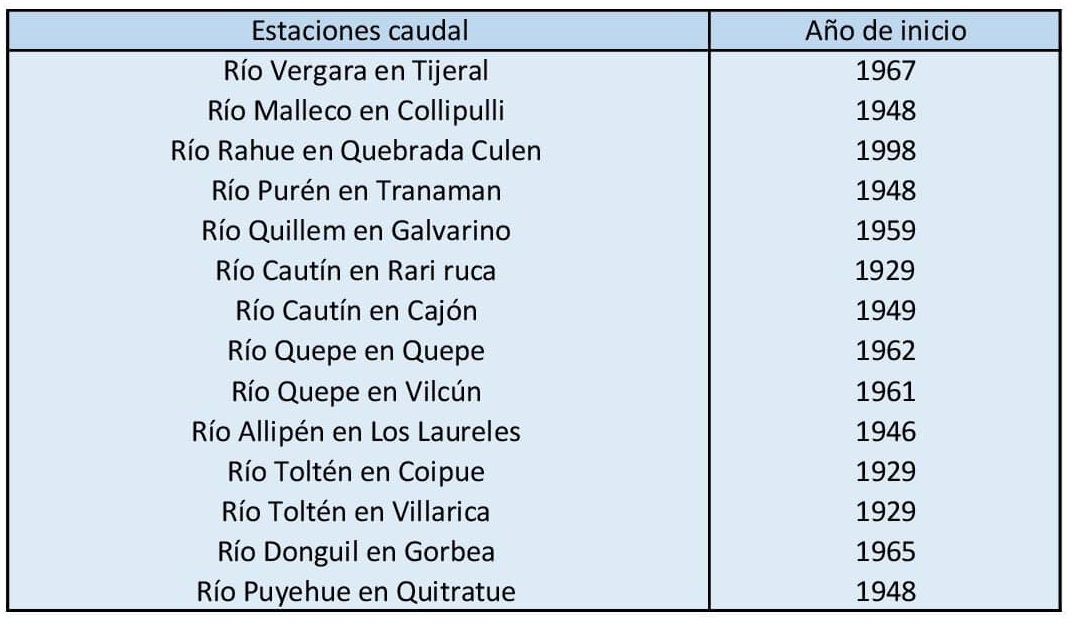 Estaciones caudal Año de inicio
Río Vergara en Tijeral 1967
Río Malleco en Collipulli 1948
Río Rahue en Quebrada Culen 1998
Río Purén en Tranaman 1948
Río Quillem en Galvarino 1959
Río Cautín en Rari ruca 1929
Río Cautín en Cajón 1949
Río Quepe en Quepe 1962
Río Quepe en Vilcún 1961
Río Allipén en Los Laureles 1946
Río Toltén en Coipue 1929
Río Toltén en Villarica 1929
Río Donguil en Gorbea 1965
Río Puyehue en Quitratue 1948